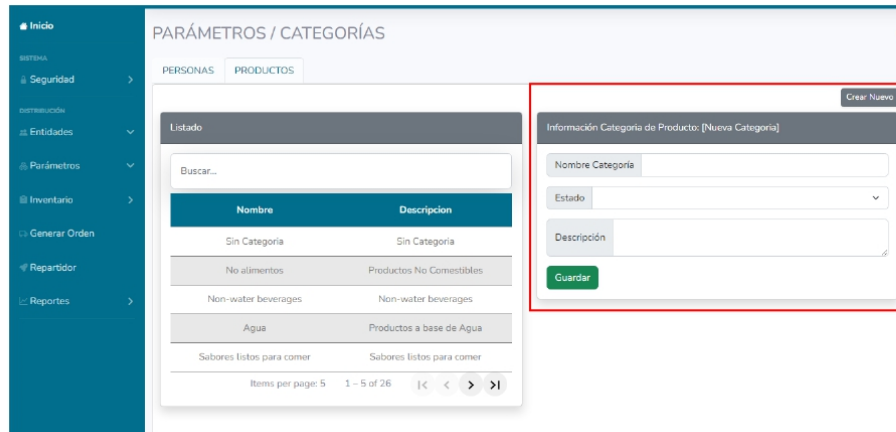 Inicio
SISTEMA
Seguridad
DISTRIBUCIÓN
Entidades
Parámetros
Inventario
Generar Orden
Repartidor
Reportes
PARÁMETROS / CATEGORÍAS
PERSONAS PRODUCTOS
Listado
Buscar...
Nombre Descripcion
Sin Categoria Sin Categoria
No alimentos Productos No Comestibles
Non-water beverages Non-water beverages
Agua Productos a base de Agua
Sabores listos para comer Sabores listos para comer
Items per page: 5 1 – 5 of 26
Crear Nuevo
Información Categoria de Producto: [Nueva Categoria]
Nombre Categoría
Estado
Descripción
Guardar